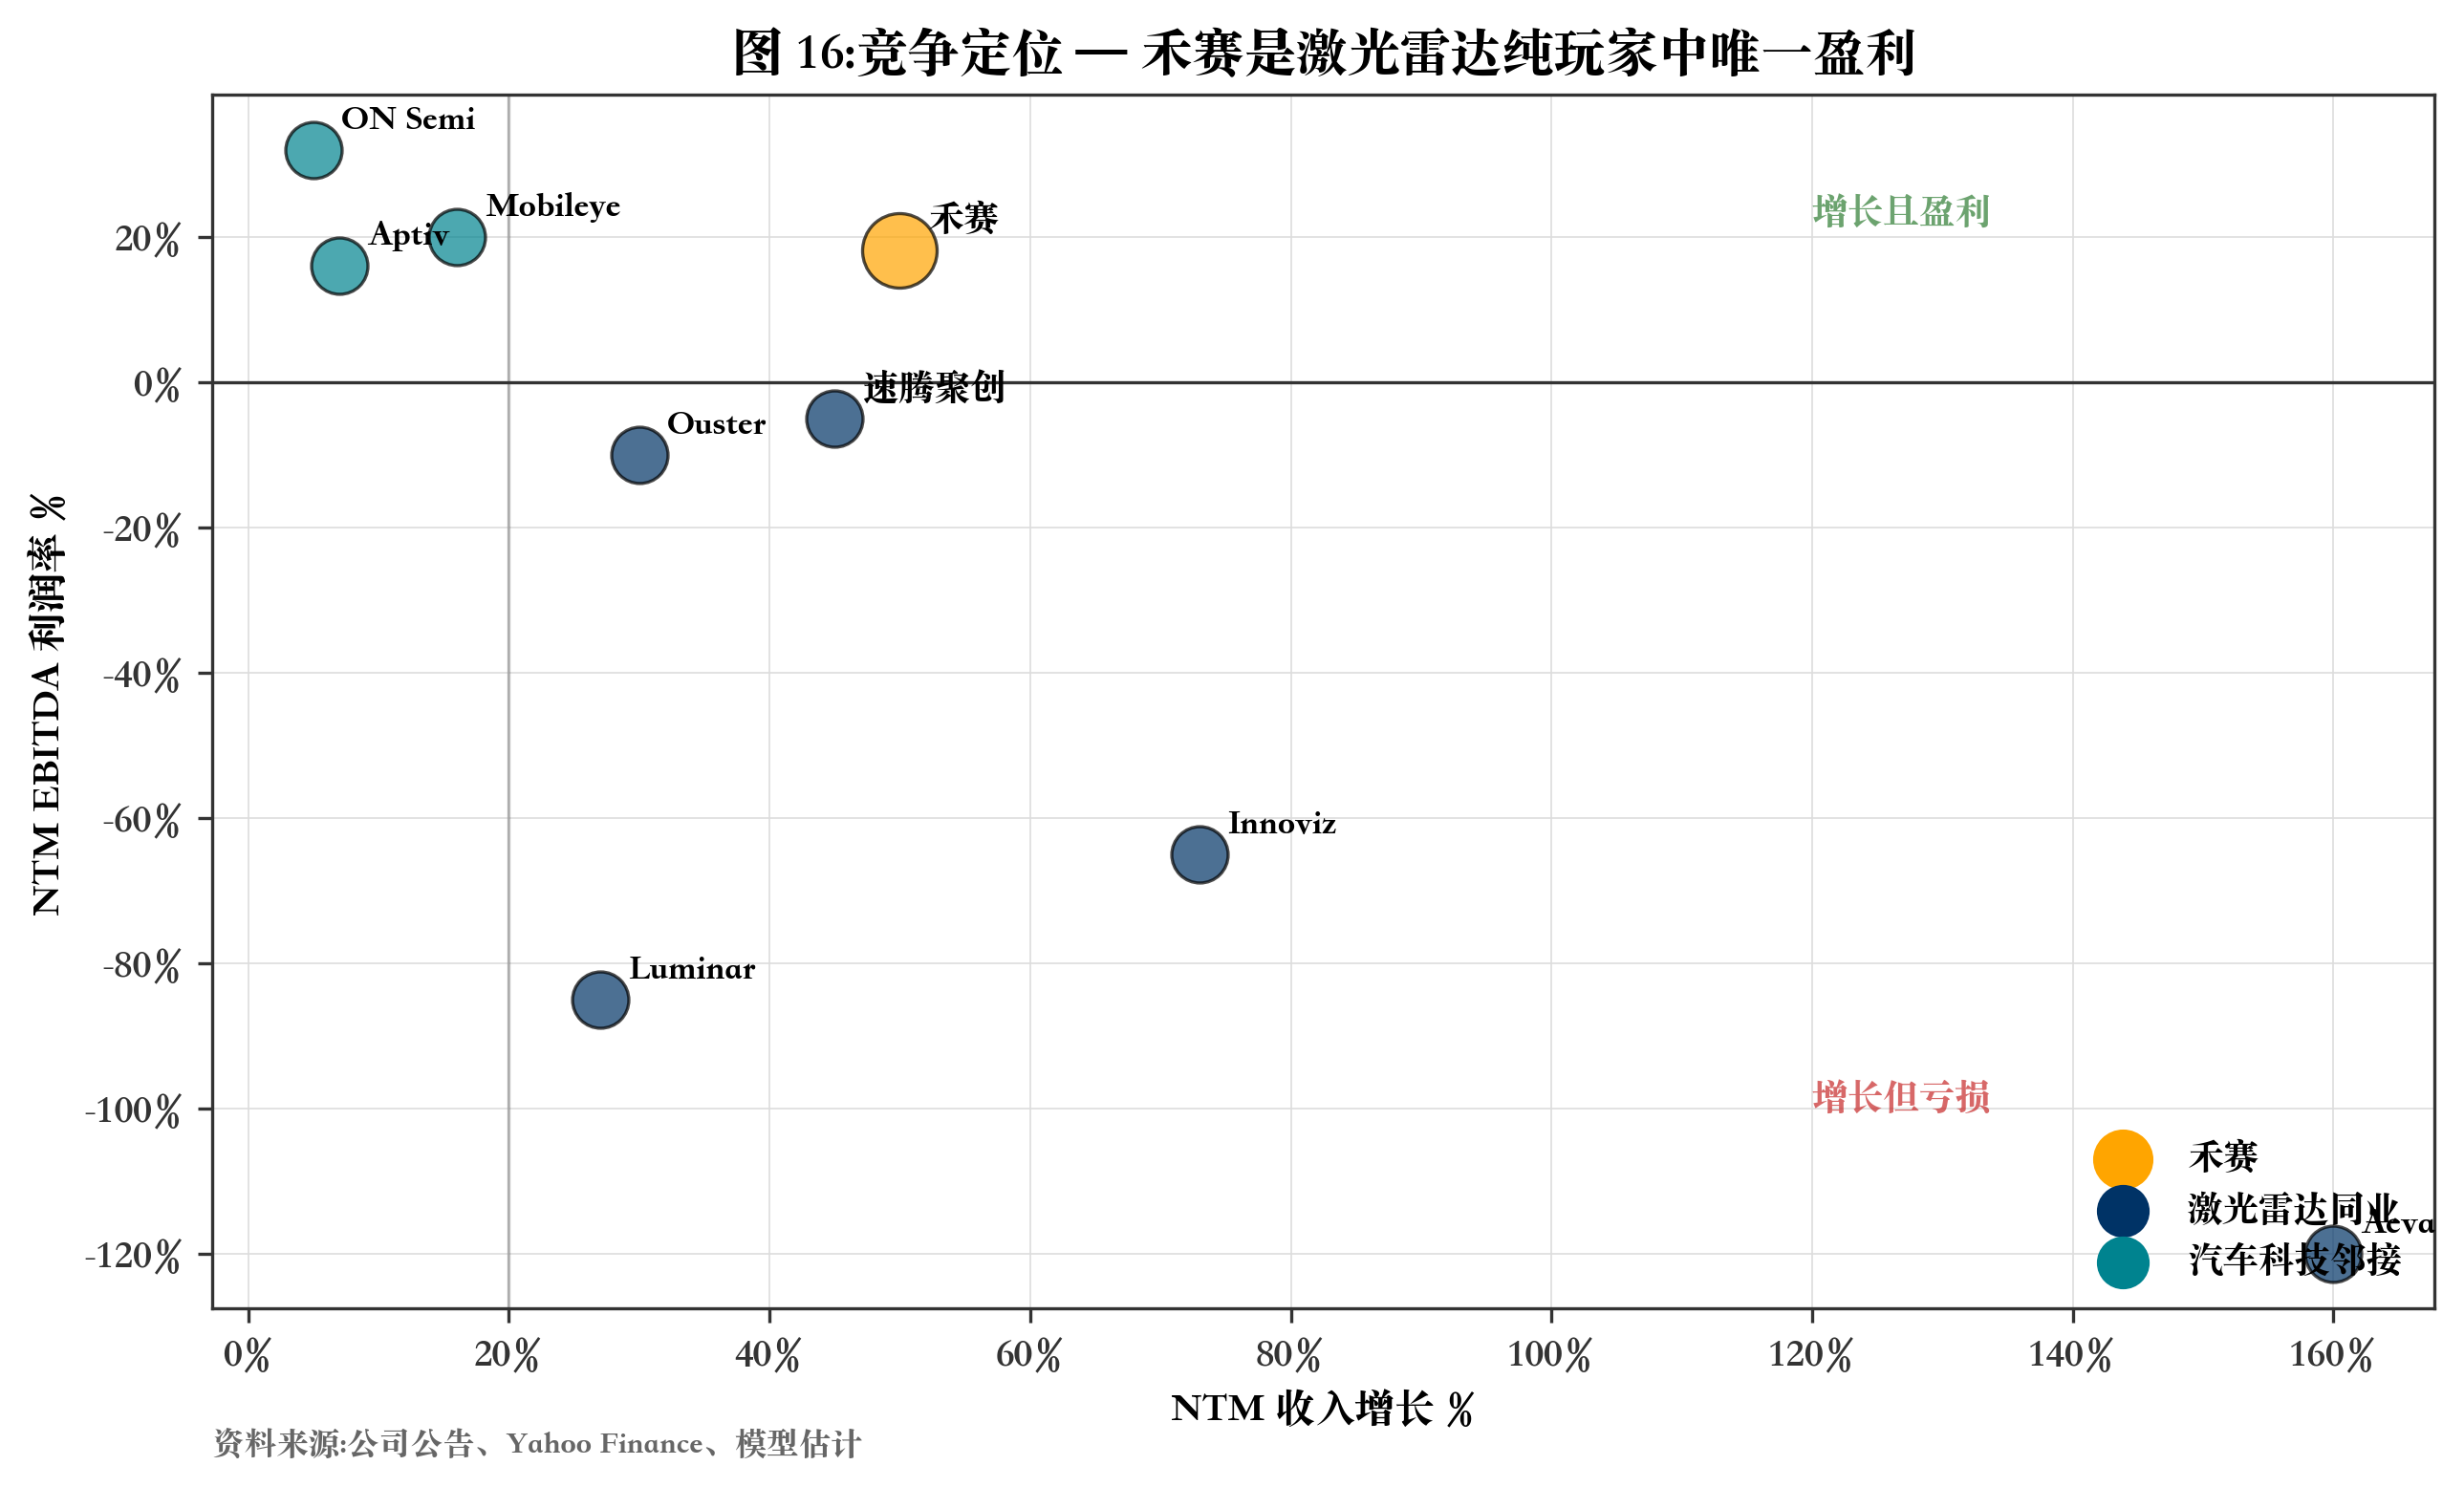 图 16:竞争定位 — 禾赛是激光雷达纯玩家中唯一盈利
ON Semi
Mobileye
Aptiv
禾赛
增长且盈利
速腾聚创
Ouster
Innoviz
Luminar
增长但亏损
禾赛
激光雷达同业
Aeva
汽车科技邻接
20%
0%
-20%
-40%
-60%
-80%
-100%
-120%
NTM EBITDA 利润率 %
0%
20%
40%
60%
80%
100%
120%
140%
160%
NTM 收入增长 %
资料来源:公司公告、Yahoo Finance、模型估计